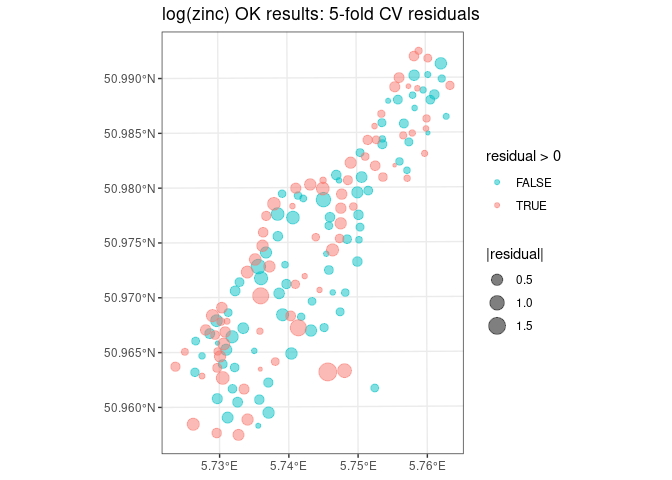 log(zinc) OK results: 5-fold CV residuals
50.990°N
50.985°N
50.980°N
50.975°N
50.970°N
50.965°N
50.960°N
5.73°E 5.74°E 5.75°E 5.76°E
residual > 0
FALSE
TRUE
|residual|
0.5
1.0
1.5